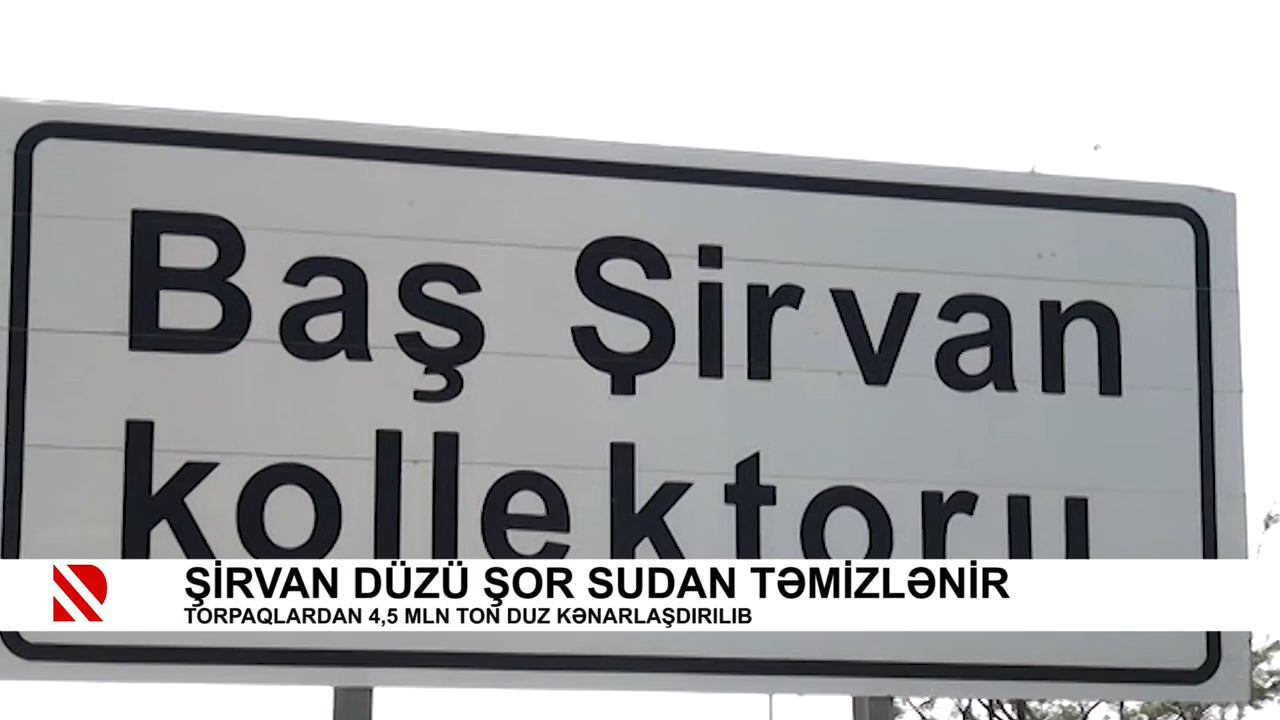 Baş Şirvan
kollektoru
ŞİRVAN DÜZÜ ŞOR SUDAN TƏMİZLƏNİR
TORPAQLARDAN 4,5 MLN TON DUZ KƏNARLAŞDIRILIB